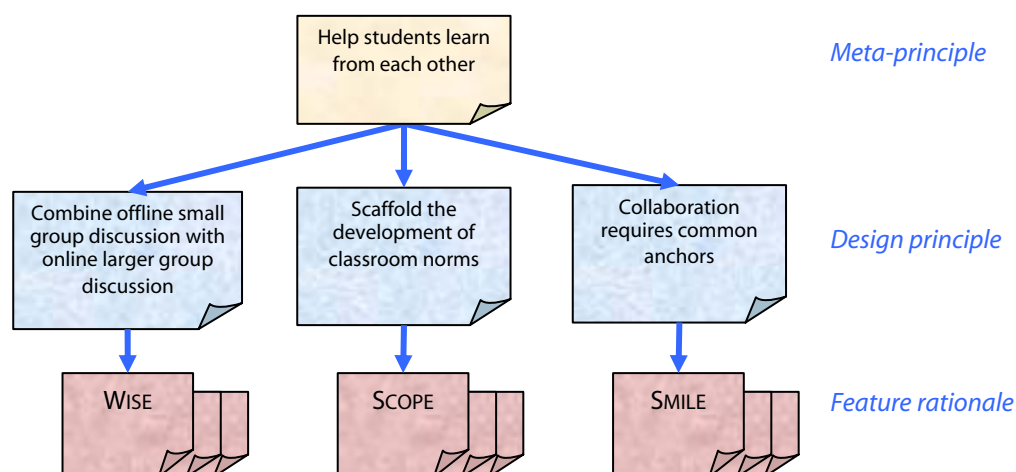 Help students learn
from each other
Meta-principle
Combine offline small
group discussion with
online larger group
discussion
Scaffold the
development of
classroom norms
Collaboration
requires common
anchors
Design principle
WISE
SCOPE
SMILE
Feature rationale